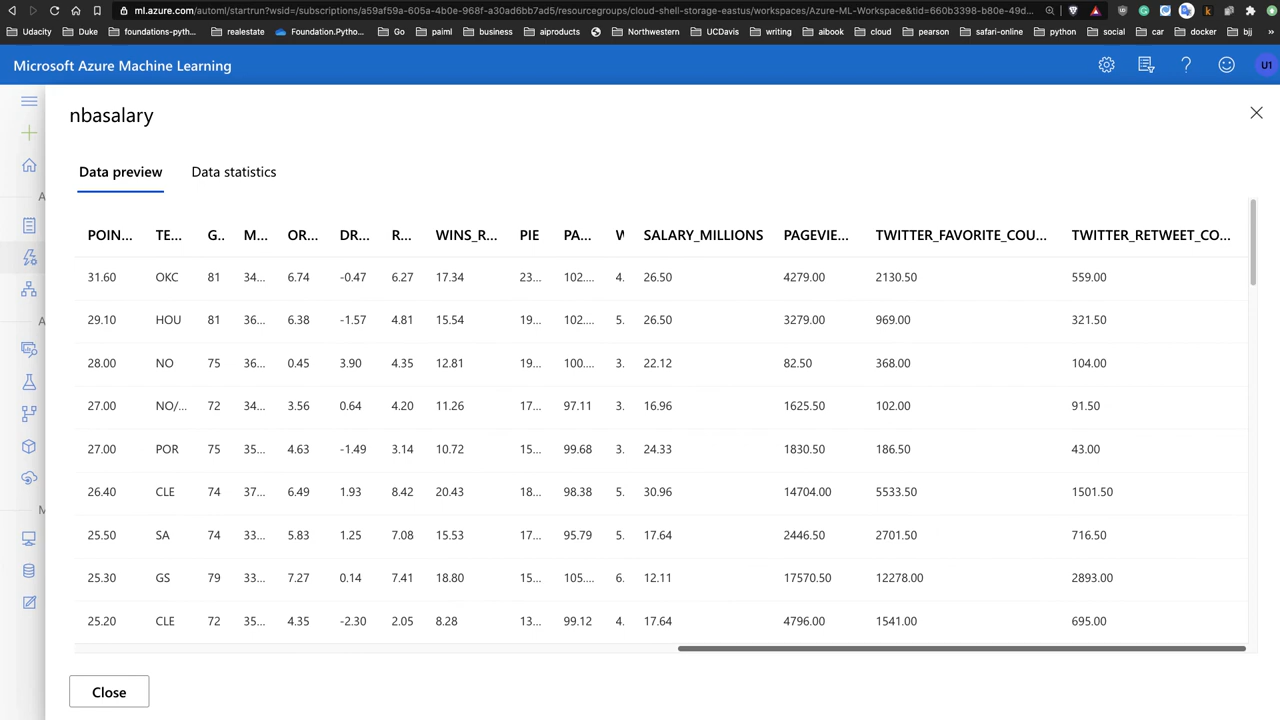 ml.azure.com/automl/startrun?wsid=/subscriptions/a59af59a-605a-4b0e-968f-a30ad6bb7ad5/resourcegroups/cloud-shell-storage-eastus/workspaces/Azure-ML-Workspace&tid=660b3398-b80e-49d...
Udacity Duke foundations-pyth... realestate Foundation.Pytho... Go paiml business aiproducts Northwestern UCDavis writing aibook cloud pearson safari-online python social car docker bjj »
Microsoft Azure Machine Learning U1
nbasalary
Data preview Data statistics
POIN... TE... G.. M... OR... DR... R... WINS_R... PIE PA... W SALARY_MILLIONS PAGEVIE... TWITTER_FAVORITE_COU... TWITTER_RETWEET_CO...
31.60 OKC 81 34... 6.74 -0.47 6.27 17.34 23... 102... 4. 26.50 4279.00 2130.50 559.00
29.10 HOU 81 36... 6.38 -1.57 4.81 15.54 19... 102.... 5. 26.50 3279.00 969.00 321.50
28.00 NO 75 36... 0.45 3.90 4.35 12.81 19... 100.... 3. 22.12 82.50 368.00 104.00
27.00 NO/... 72 34... 3.56 0.64 4.20 11.26 17... 97.11 3. 16.96 1625.50 102.00 91.50
27.00 POR 75 35... 4.63 -1.49 3.14 10.72 15... 99.68 3. 24.33 1830.50 186.50 43.00
26.40 CLE 74 37... 6.49 1.93 8.42 20.43 18... 98.38 5. 30.96 14704.00 5533.50 1501.50
25.50 SA 74 33... 5.83 1.25 7.08 15.53 17... 95.79 5. 17.64 2446.50 2701.50 716.50
25.30 GS 79 33... 7.27 0.14 7.41 18.80 15... 105.... 6. 12.11 17570.50 12278.00 2893.00
25.20 CLE 72 35... 4.35 -2.30 2.05 8.28 13... 99.12 4. 17.64 4796.00 1541.00 695.00
Close